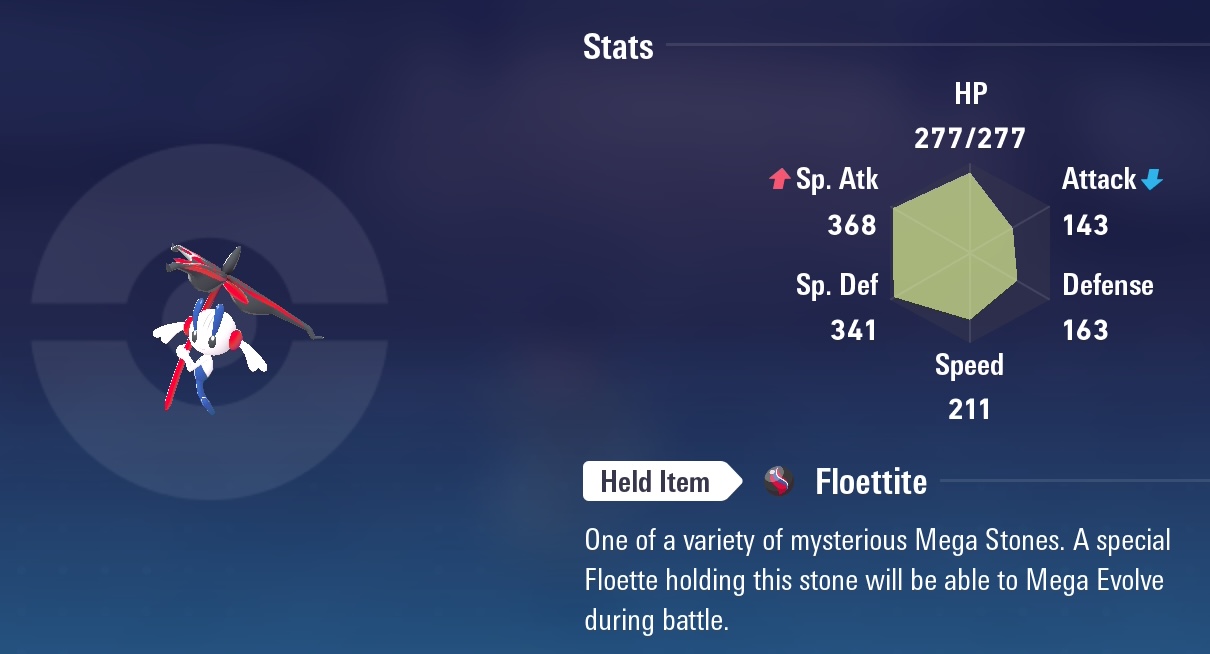 Stats
HP
277/277
Sp. Atk
368
Attack
143
Sp. Def
341
Defense
163
Speed
211
Held Item
Floettite
One of a variety of mysterious Mega Stones. A special
Floette holding this stone will be able to Mega Evolve
during battle.